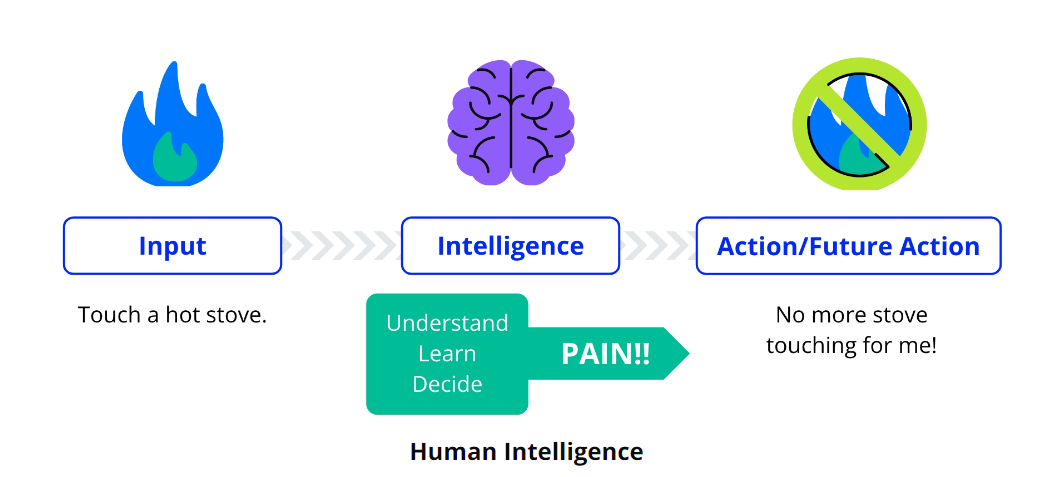 Input
Intelligence
Action/Future Action
Touch a hot stove.
Understand
Learn
Decide
PAIN!!
No more stove
touching for me!
Human Intelligence